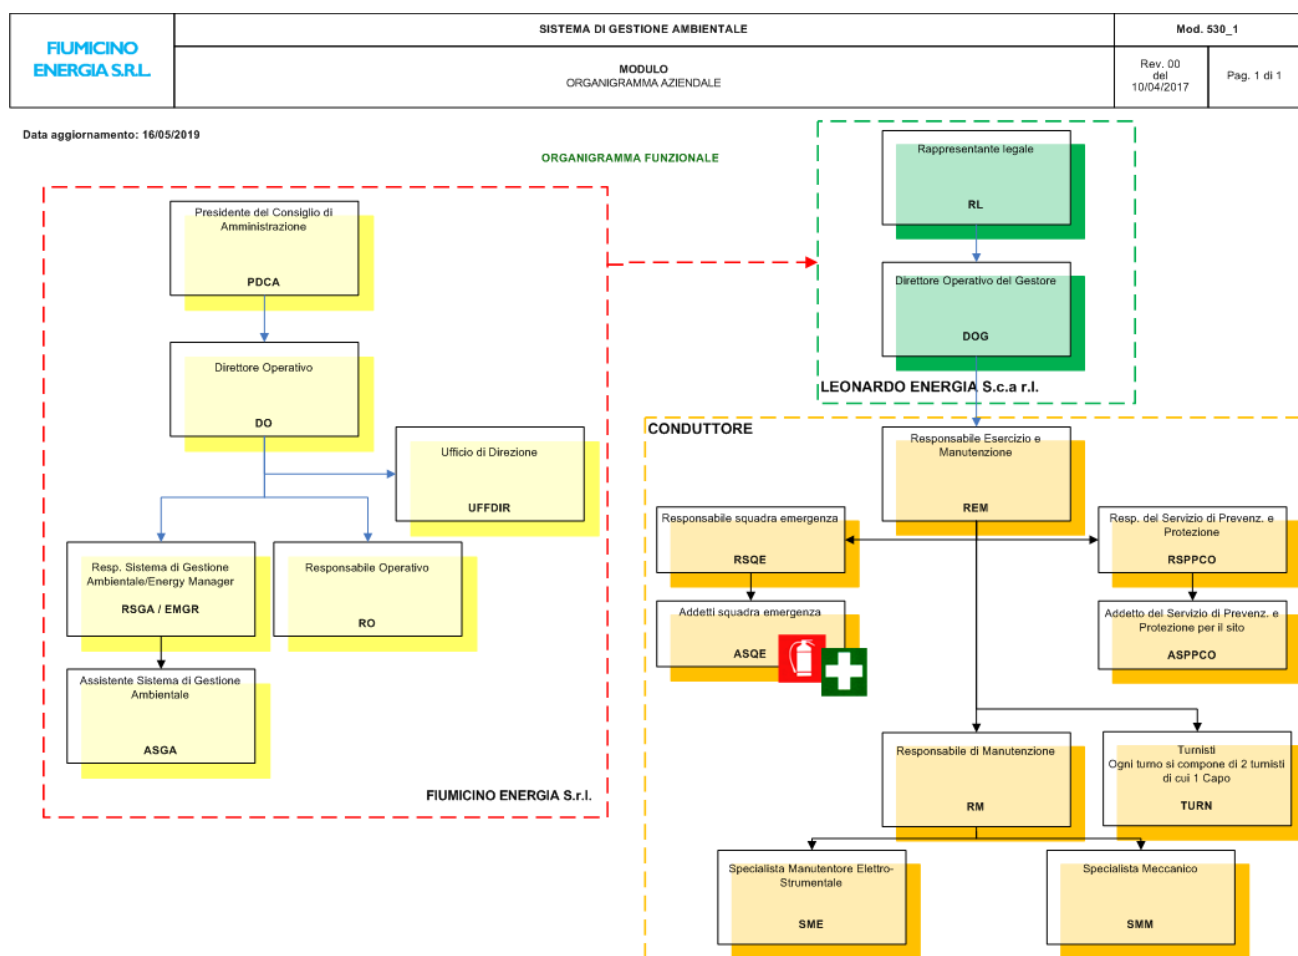 FIUMICINO
ENERGIA S.R.L.
SISTEMA DI GESTIONE AMBIENTALE
Mod. 530_1
MODULO
ORGANIGRAMMA AZIENDALE
Rev. 00
del
10/04/2017
Pag. 1 di 1
Data aggiornamento: 16/05/2019
ORGANIGRAMMA FUNZIONALE
Presidente del Consiglio di
Amministrazione
PDCA
Direttore Operativo
DO
Ufficio di Direzione
UFFDIR
Resp. Sistema di Gestione
Ambientale/Energy Manager
RSGA / EMGR
Responsabile Operativo
RO
Assistente Sistema di Gestione
Ambientale
ASGA
FIUMICINO ENERGIA S.r.l.
Rappresentante legale
RL
Direttore Operativo del Gestore
DOG
LEONARDO ENERGIA S.c.a r.l.
CONDUTTORE
Responsabile Esercizio e
Manutenzione
REM
Responsabile squadra emergenza
RSQE
Resp. del Servizio di Prevenz. e
Protezione
RSPPCO
Addetti squadra emergenza
ASQE
Addetto del Servizio di Prevenz. e
Protezione per il sito
ASPPCO
Responsabile di Manutenzione
RM
Turnisti
Ogni turno si compone di 2 turnisti
di cui 1 Capo
TURN
Specialista Manutentore Elettro-
Strumentale
SME
Specialista Meccanico
SMM